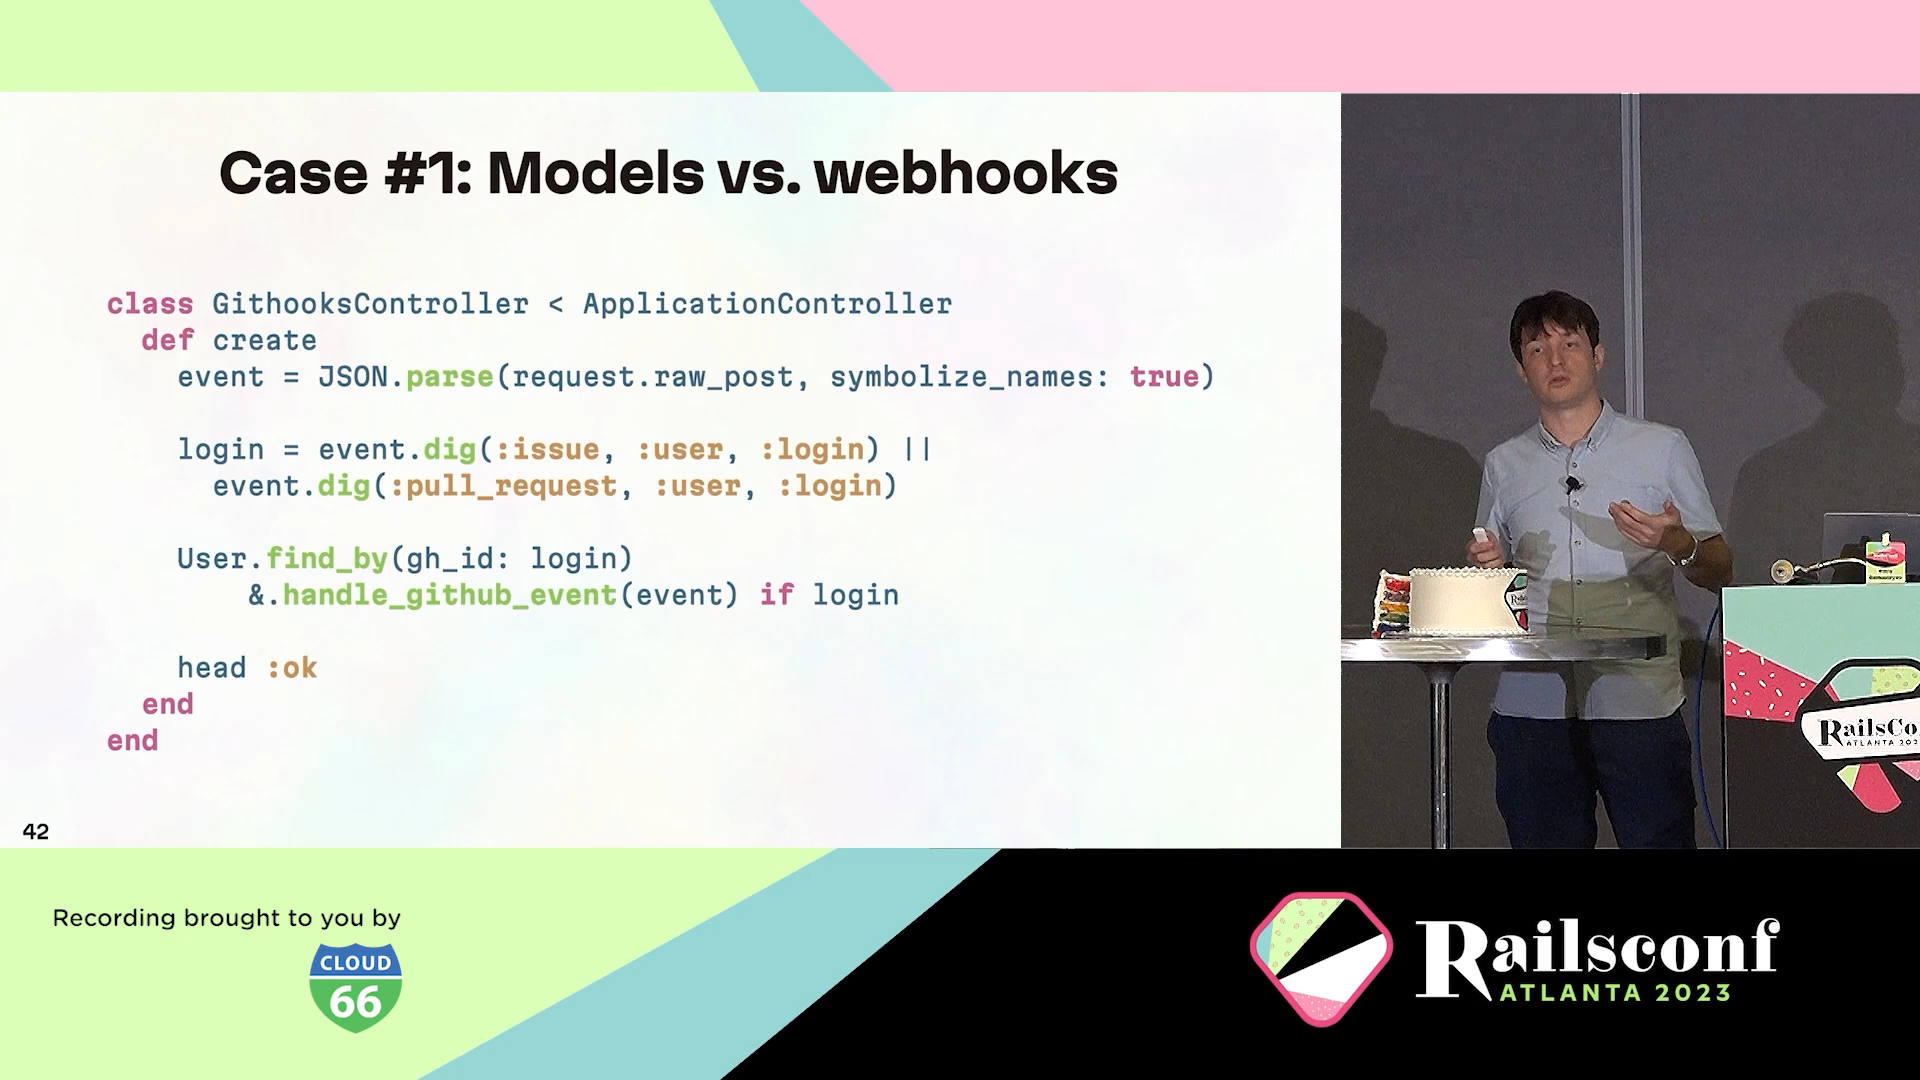 Case #1: Models vs. webhooks
class GithooksController < ApplicationController
def create
event = JSON.parse(request.raw_post, symbolize_names: true)
login = event.dig(:issue, :user, :login) ||
event.dig(:pull_request, :user, :login)
User.find_by(gh_id: login)
&.handle_github_event(event) if login
head :ok
end
end
42
RailsCo
ATLANTA 202
Recording brought to you by
CLOUD
66
Railsconf
ATLANTA 2023